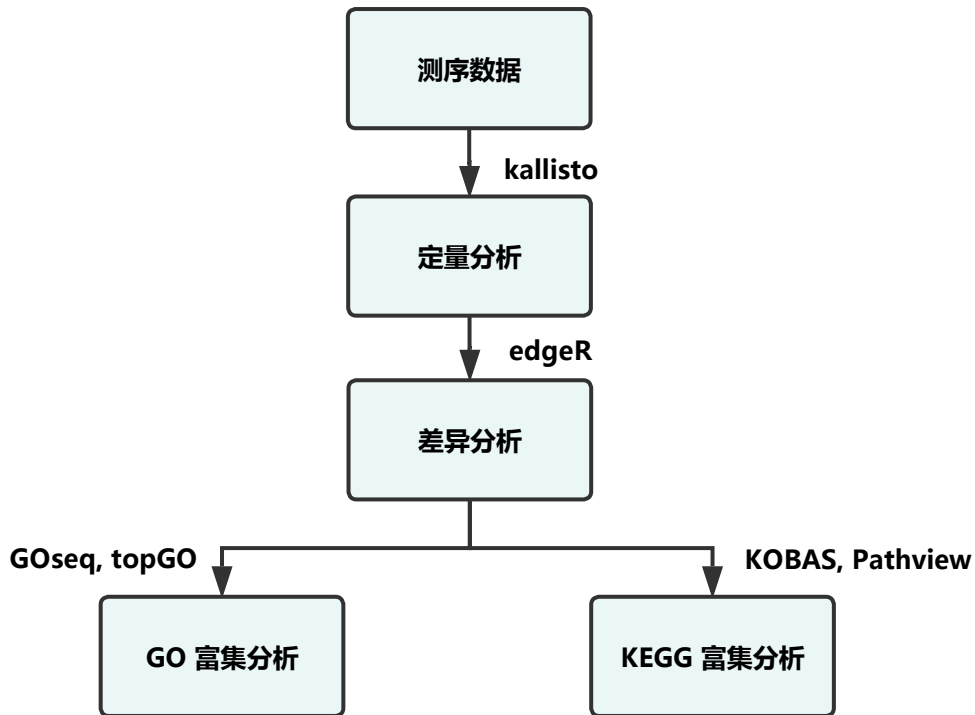 测序数据
kallisto
定量分析
edgeR
差异分析
GOseq, topGO
KOBAS, Pathview
GO 富集分析
KEGG 富集分析